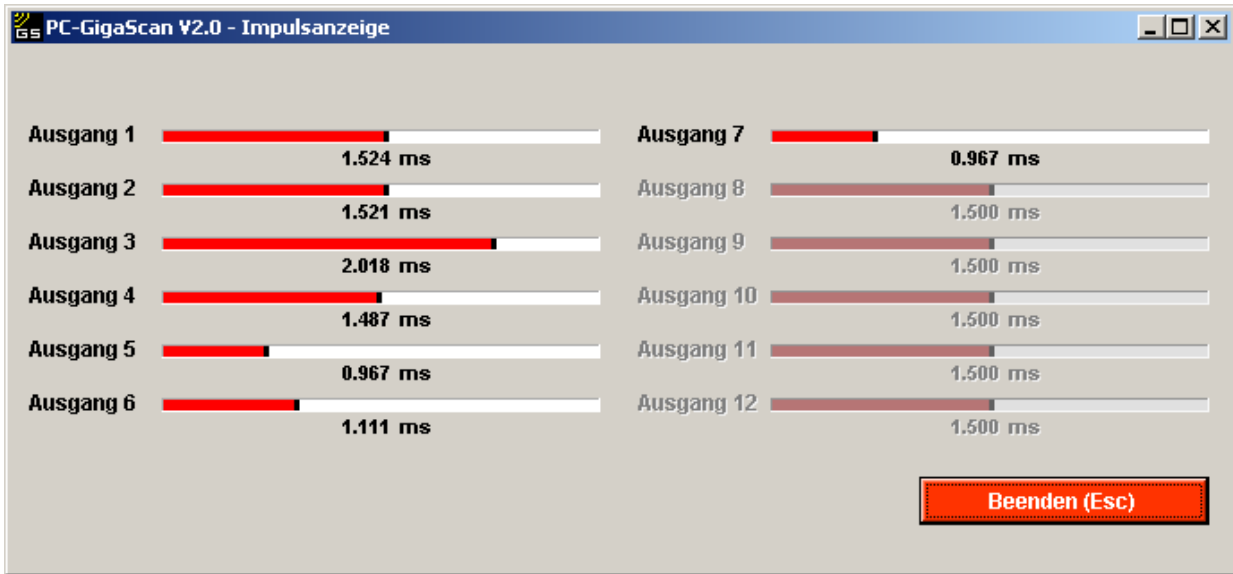 GS PC-GigaScan V2.0 - Impulsanzeige
Ausgang 1
1.524 ms
Ausgang 2
1.521 ms
Ausgang 3
2.018 ms
Ausgang 4
1.487 ms
Ausgang 5
0.967 ms
Ausgang 6
1.111 ms
Ausgang 7
0.967 ms
Ausgang 8
1.500 ms
Ausgang 9
1.500 ms
Ausgang 10
1.500 ms
Ausgang 11
1.500 ms
Ausgang 12
1.500 ms
Beenden (Esc)